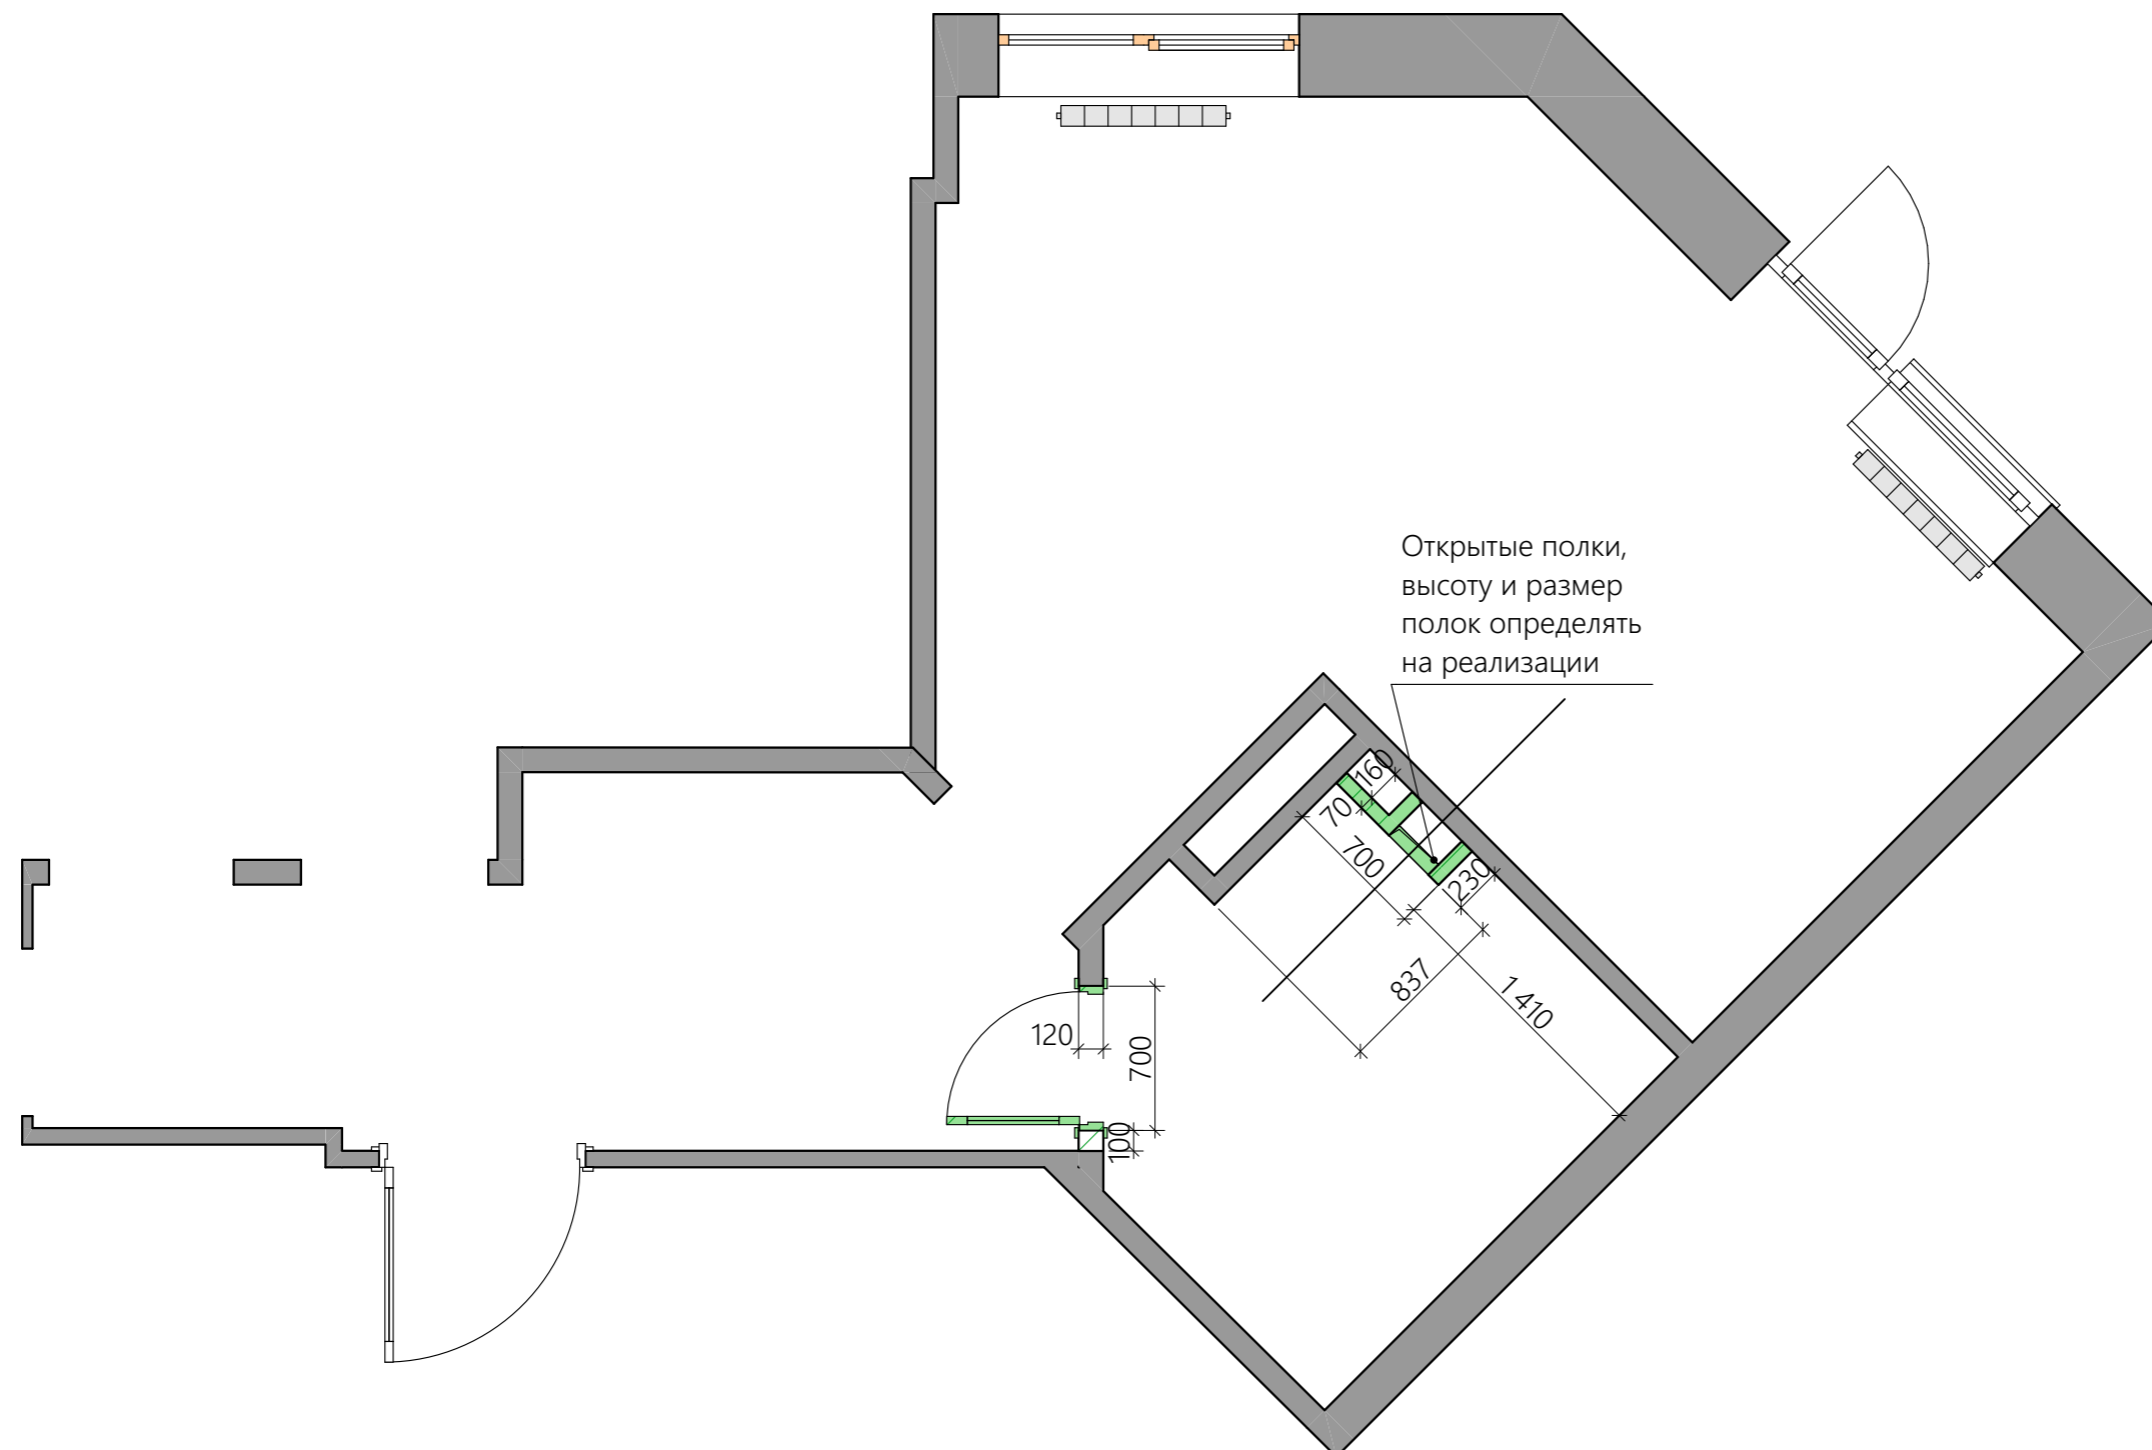 Открытые полки,
высоту и размер
полок определять
на реализации
160
70
700
230
837
1 410
120
700
100